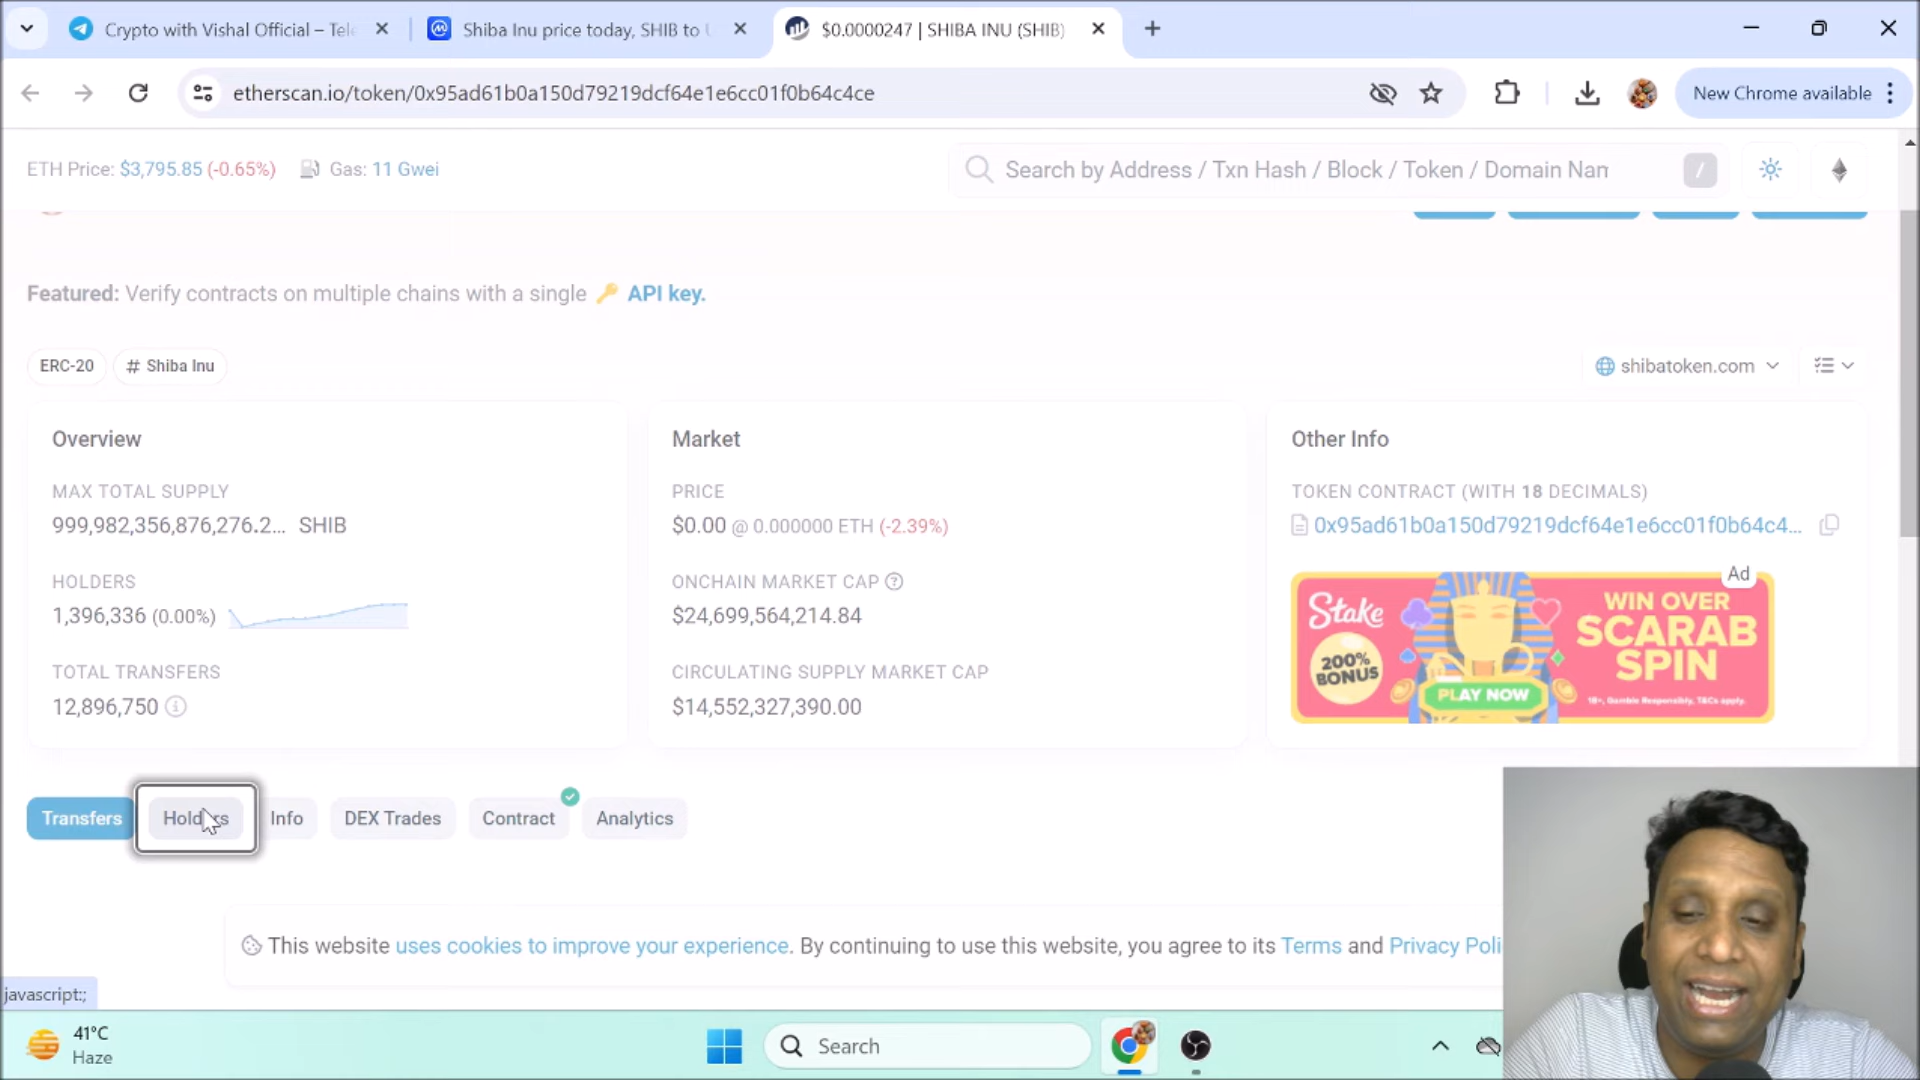 Crypto with Vishal Official – Tele
Shiba Inu price today, SHIB to U
$0.0000247 | SHIBA INU (SHIB)
etherscan.io/token/0x95ad61b0a150d79219dcf64e1e6cc01f0b64c4ce
New Chrome available
ETH Price: $3,795.85 (-0.65%)
Gas: 11 Gwei
Search by Address / Txn Hash / Block / Token / Domain Nam
/
Featured: Verify contracts on multiple chains with a single 🔑 API key.
ERC-20
# Shiba Inu
shibatoken.com
Overview
MAX TOTAL SUPPLY
999,982,356,876,276.2... SHIB
HOLDERS
1,396,336 (0.00%)
TOTAL TRANSFERS
12,896,750
Market
PRICE
$0.00 @ 0.000000 ETH (-2.39%)
ONCHAIN MARKET CAP
$24,699,564,214.84
CIRCULATING SUPPLY MARKET CAP
$14,552,327,390.00
Other Info
TOKEN CONTRACT (WITH 18 DECIMALS)
0x95ad61b0a150d79219dcf64e1e6cc01f0b64c4...
Ad
Stake
200%
BONUS
WIN OVER
SCARAB
SPIN
PLAY NOW
18+, Gamble Responsibly, T&Cs apply.
Transfers
Holders
Info
DEX Trades
Contract
Analytics
This website uses cookies to improve your experience. By continuing to use this website, you agree to its Terms and Privacy Poli
javascript:;
41°C
Haze
Search